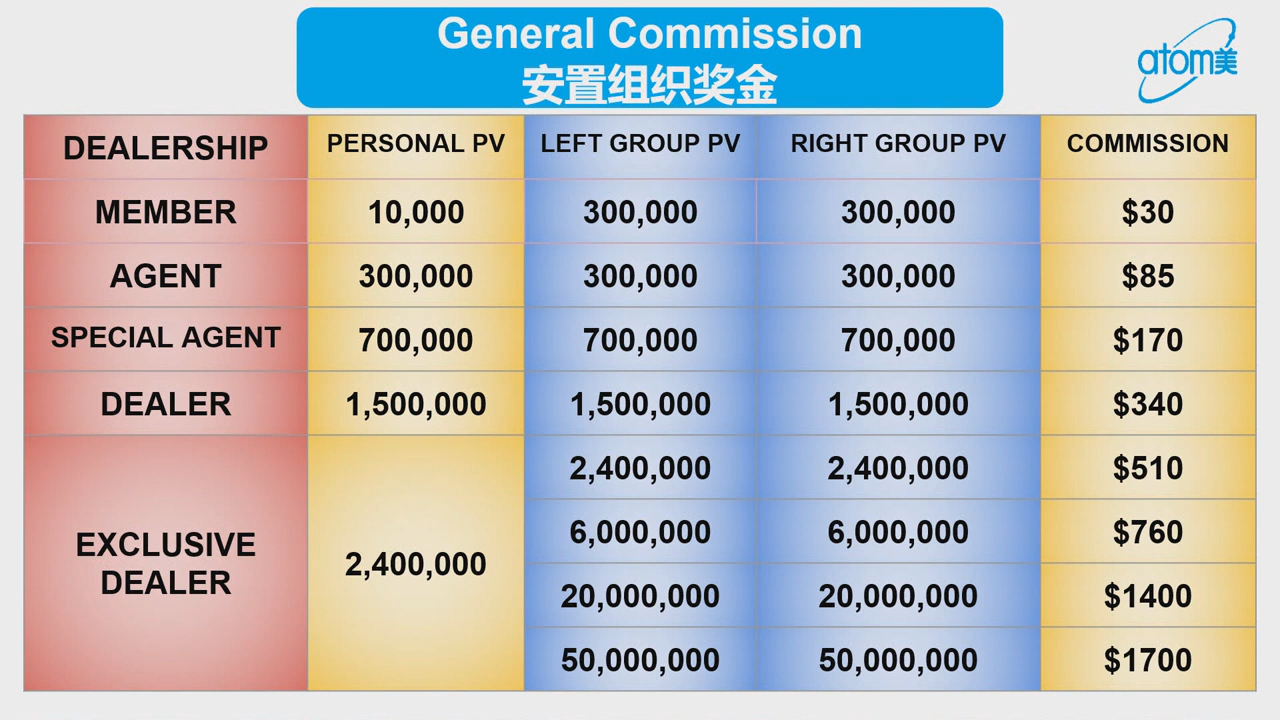 General Commission
安置组织奖金
atom美
DEALERSHIP PERSONAL PV LEFT GROUP PV RIGHT GROUP PV COMMISSION
MEMBER 10,000 300,000 300,000 $30
AGENT 300,000 300,000 300,000 $85
SPECIAL AGENT 700,000 700,000 700,000 $170
DEALER 1,500,000 1,500,000 1,500,000 $340
EXCLUSIVE
DEALER
2,400,000
2,400,000 2,400,000 $510
6,000,000 6,000,000 $760
20,000,000 20,000,000 $1400
50,000,000 50,000,000 $1700